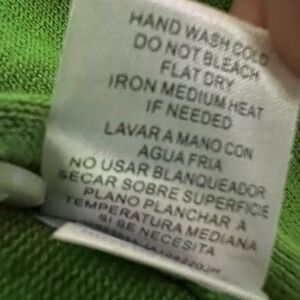 HAND WASH COLD
DO NOT BLEACH
FLAT DRY
IRON MEDIUM HEAT
IF NEEDED
LAVAR A MANO CON
AGUA FRIA
NO USAR BLANQUEADOR
SECAR SOBRE SUPERFICIE
PLANO PLANCHAR A
TEMPERATURA MEDIANA
SI SE NECESITA